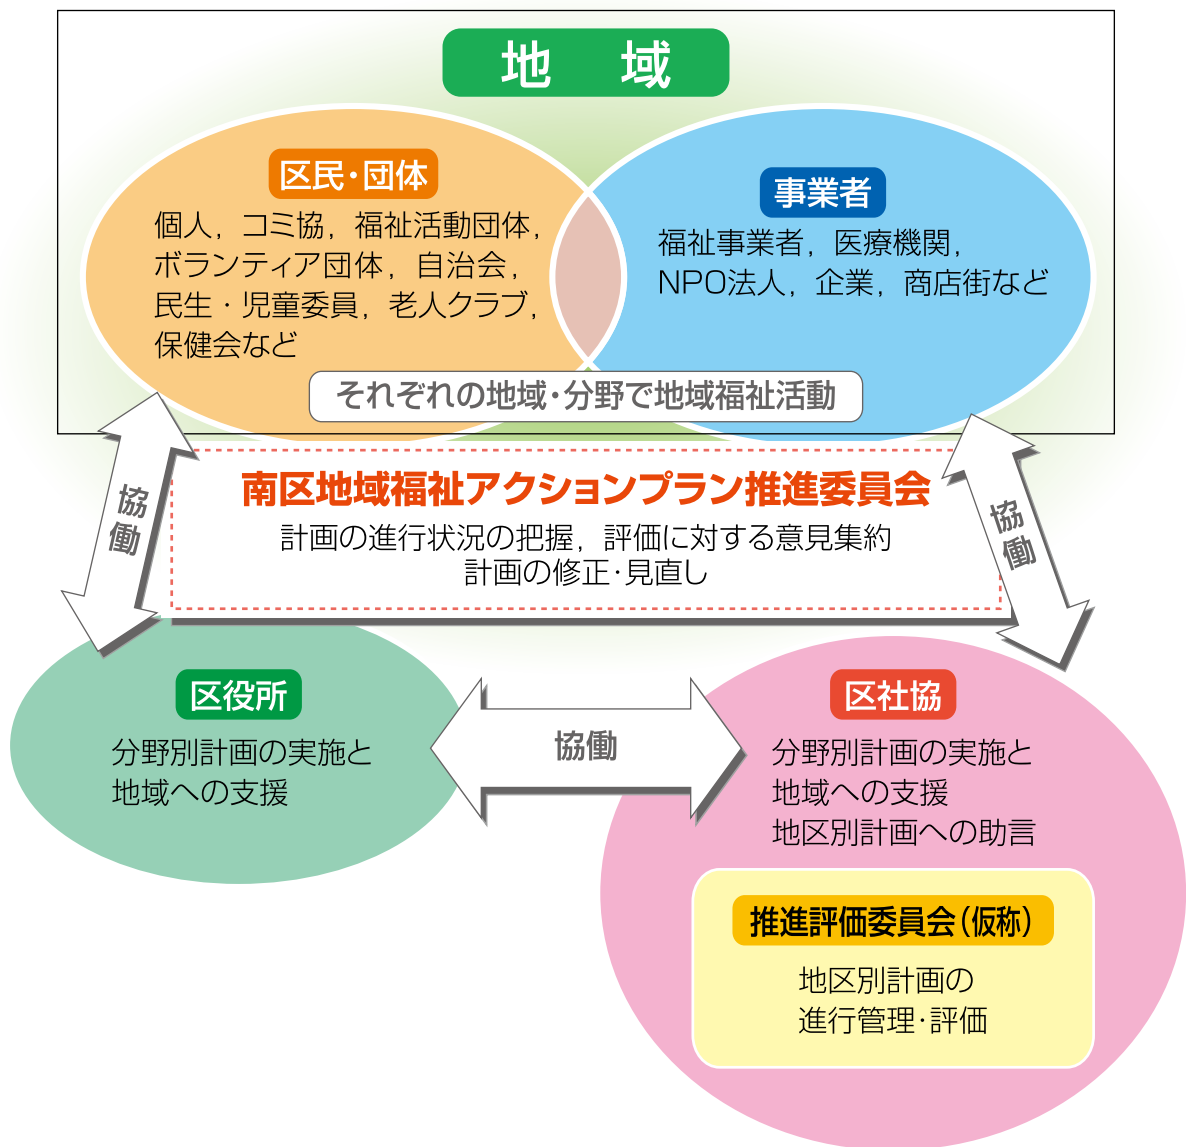 地 域
区民・団体
個人，コミ協，福祉活動団体，
ボランティア団体，自治会，
民生・児童委員，老人クラブ，
保健会など
事業者
福祉事業者，医療機関，
NPO法人，企業，商店街など
それぞれの地域・分野で地域福祉活動
協働
南区地域福祉アクションプラン推進委員会
計画の進行状況の把握，評価に対する意見集約
計画の修正・見直し
協働
区役所
分野別計画の実施と
地域への支援
協働
区社協
分野別計画の実施と
地域への支援
地区別計画への助言
推進評価委員会（仮称）
地区別計画の
進行管理・評価